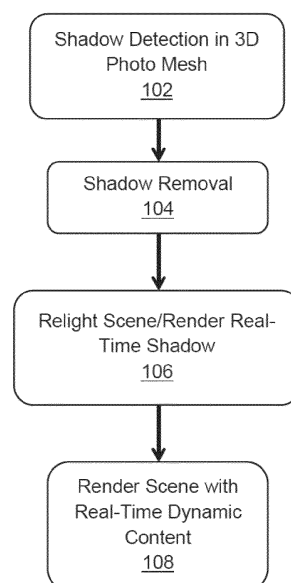 Shadow Detection in 3D
Photo Mesh
102
Shadow Removal
104
Relight Scene/Render Real-
Time Shadow
106
Render Scene with
Real-Time Dynamic
Content
108